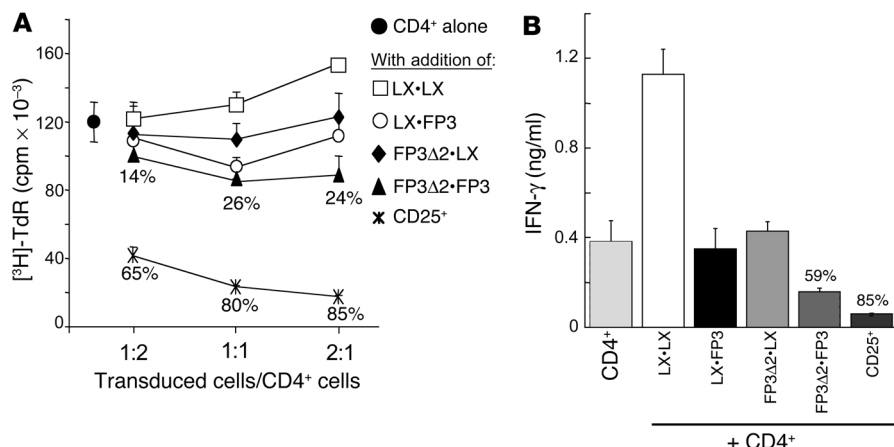 A
CD4⁺ alone
With addition of:
LX•LX
LX•FP3
FP3Δ2•LX
FP3Δ2•FP3
CD25⁺
[³H]-TdR (cpm × 10⁻³)
160
120
80
40
0
14%
26%
24%
65%
80%
85%
1:2
1:1
2:1
Transduced cells/CD4⁺ cells
B
IFN-γ (ng/ml)
1.2
0.8
0.4
0
59%
85%
CD4⁺
LX•LX
LX•FP3
FP3Δ2•LX
FP3Δ2•FP3
CD25⁺
+ CD4⁺